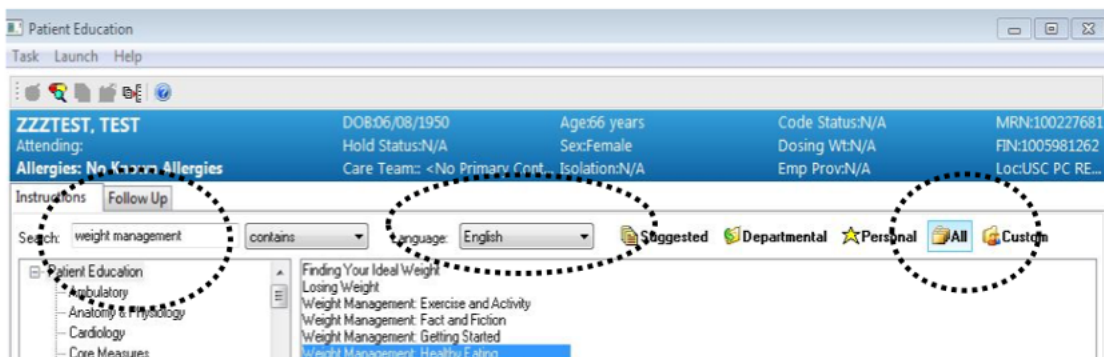 Patient Education
Task Launch Help
ZZZTEST, TEST DOB:06/08/1950 Age:66 years Code Status:N/A MRN:100227681
Attending: Hold Status:N/A Sex:Female Dosing Wt:N/A FIN:1005981262
Allergies: No Known Allergies Care Team:: <No Primary Cont... Isolation:N/A Emp Prov:N/A Loc:USC PC RE...
Instructions Follow Up
Search: weight management contains Language: English Suggested Departmental Personal All Custom
Patient Education Finding Your Ideal Weight
Ambulatory Losing Weight
Anatomy & Physiology Weight Management: Exercise and Activity
Cardiology Weight Management: Fact and Fiction
Core Measures Weight Management: Getting Started
Weight Management: Healthy Eating